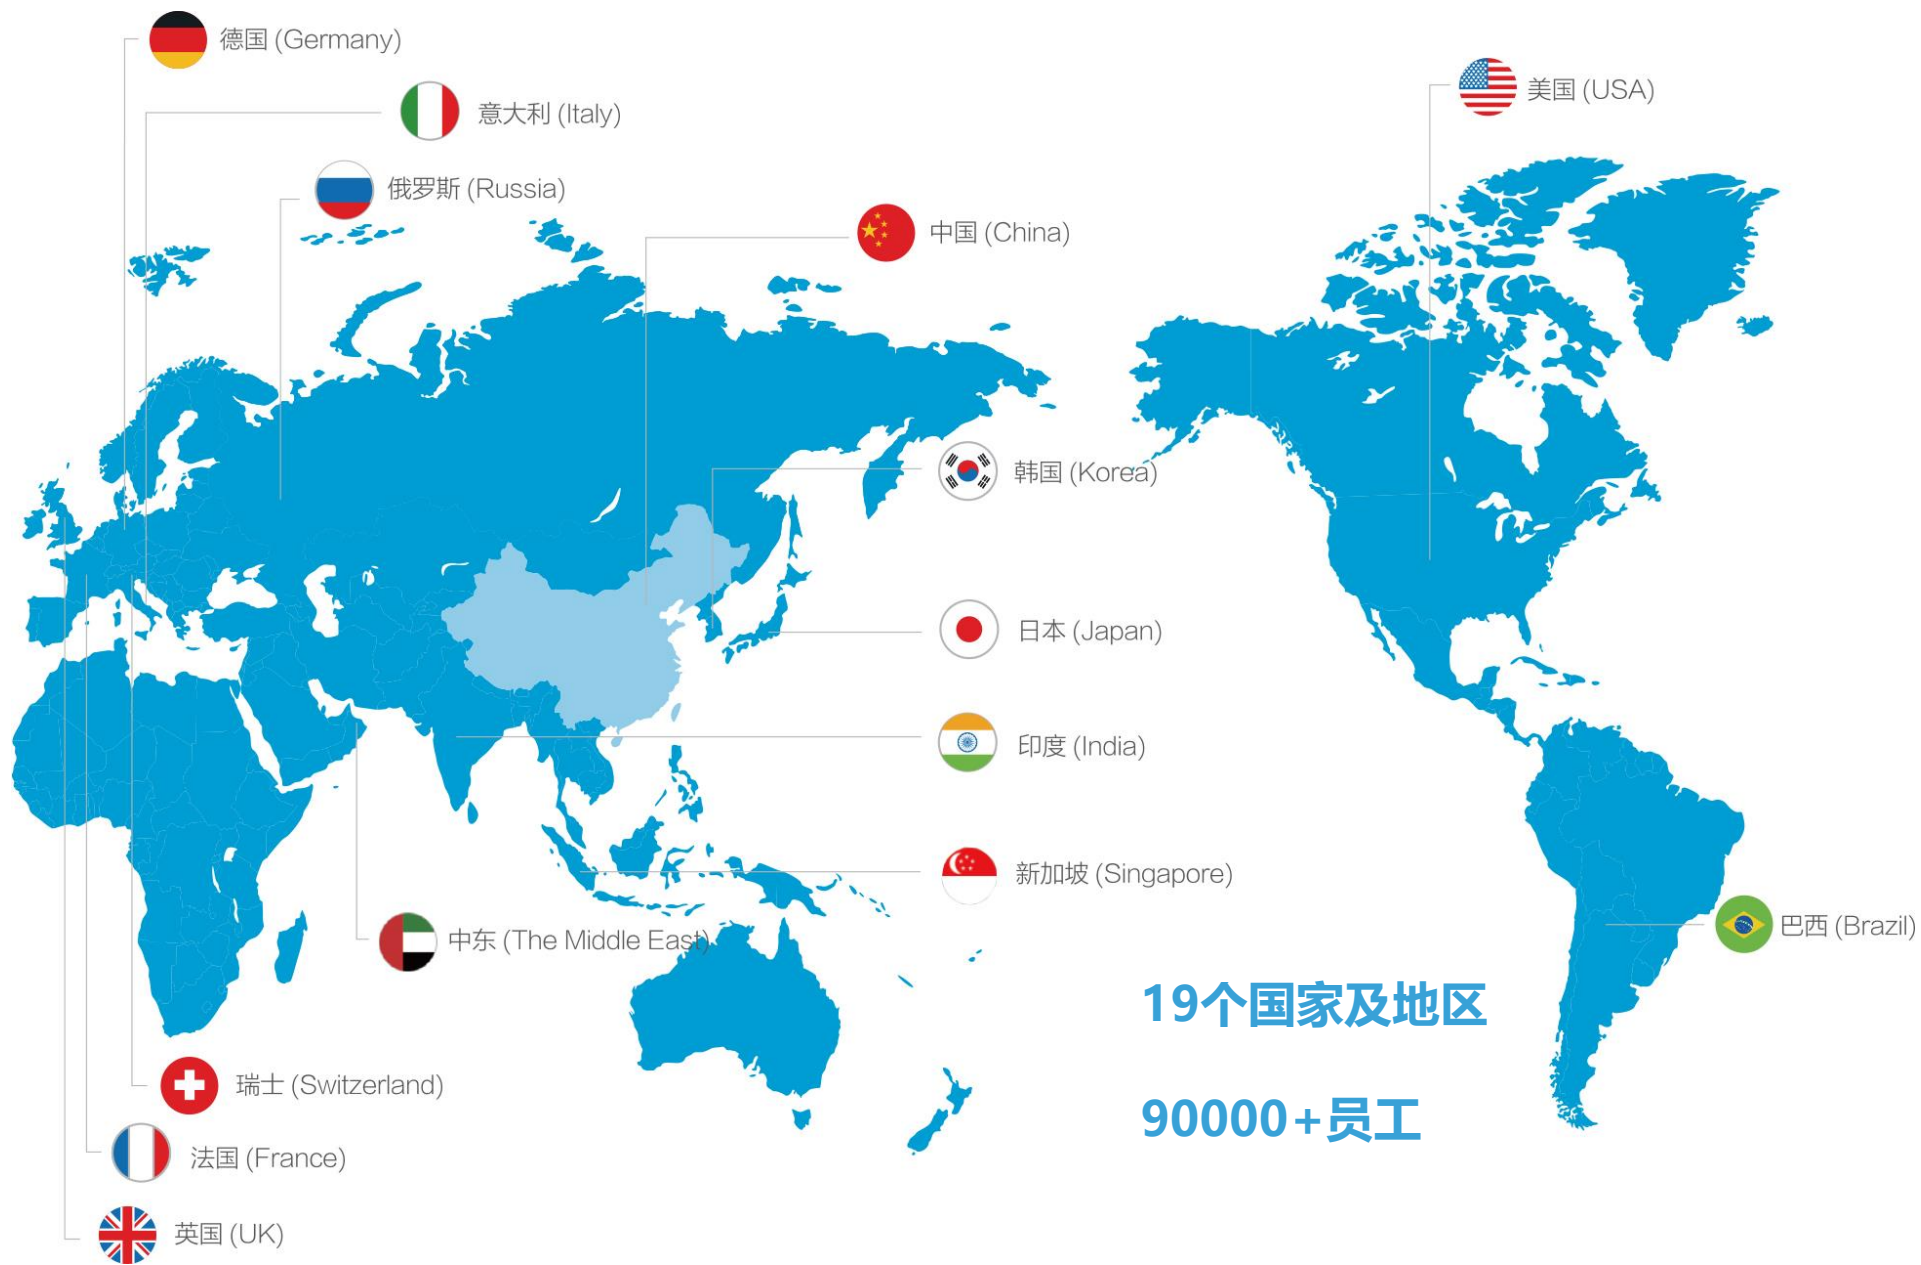 德国 (Germany)
美国 (USA)
意大利 (Italy)
俄罗斯 (Russia)
中国 (China)
韩国 (Korea)
日本 (Japan)
印度 (India)
新加坡 (Singapore)
巴西 (Brazil)
中东 (The Middle East)
19个国家及地区
瑞士 (Switzerland)
90000+员工
法国 (France)
英国 (UK)